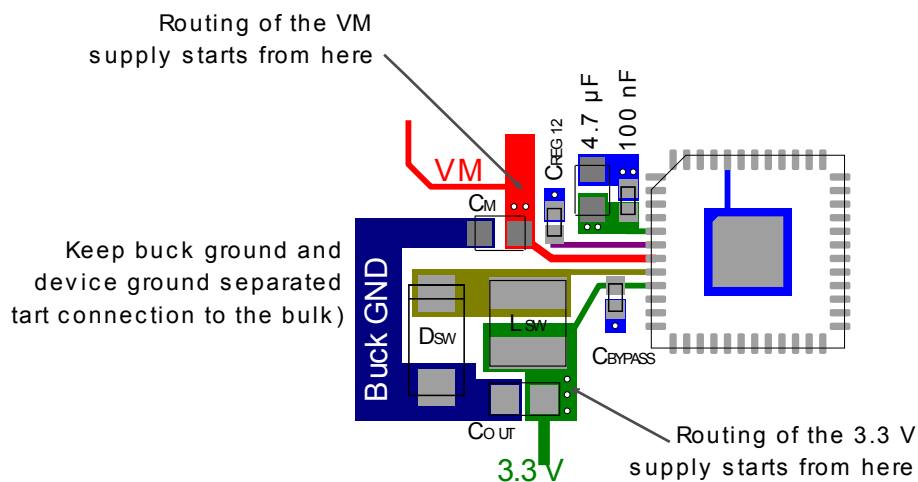 Routing of the VM
supply starts from here
CREG12
4.7 µF
100 nF
VM
CM
Keep buck ground and
device ground separated
tart connection to the bulk)
Buck GND
DSW
LSW
CBYPASS
COUT
3.3 V
Routing of the 3.3 V
supply starts from here